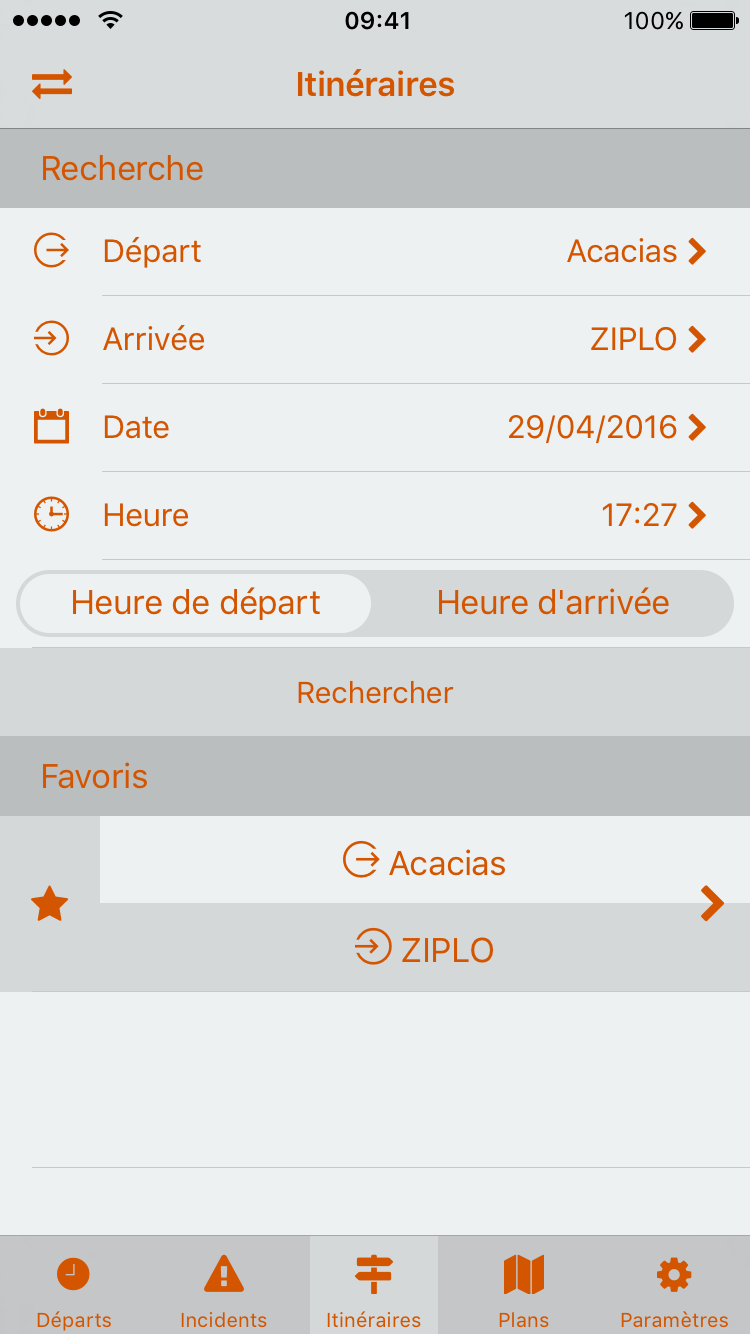 09:41 100%
Itinéraires
Recherche
Départ Acacias
Arrivée ZIPLO
Date 29/04/2016
Heure 17:27
Heure de départ Heure d'arrivée
Rechercher
Favoris
Acacias
ZIPLO
Départs Incidents Itinéraires Plans Paramètres